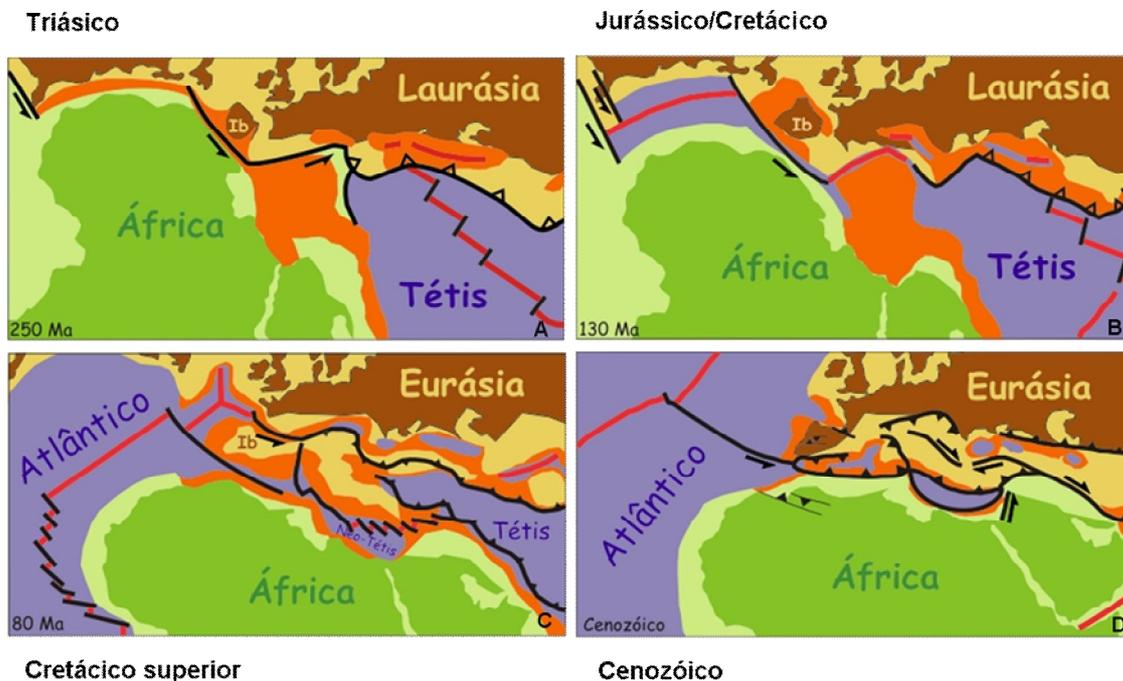 Triásico
Jurássico/Cretácico
Laurásia
Ib
África
Tétis
250 Ma
A
Laurásia
Ib
África
Tétis
130 Ma
B
Eurásia
Atlântico
Ib
Tétis
Neo-Tétis
África
80 Ma
C
Eurásia
Atlântico
África
Cenozóico
D
Cretácico superior
Cenozóico